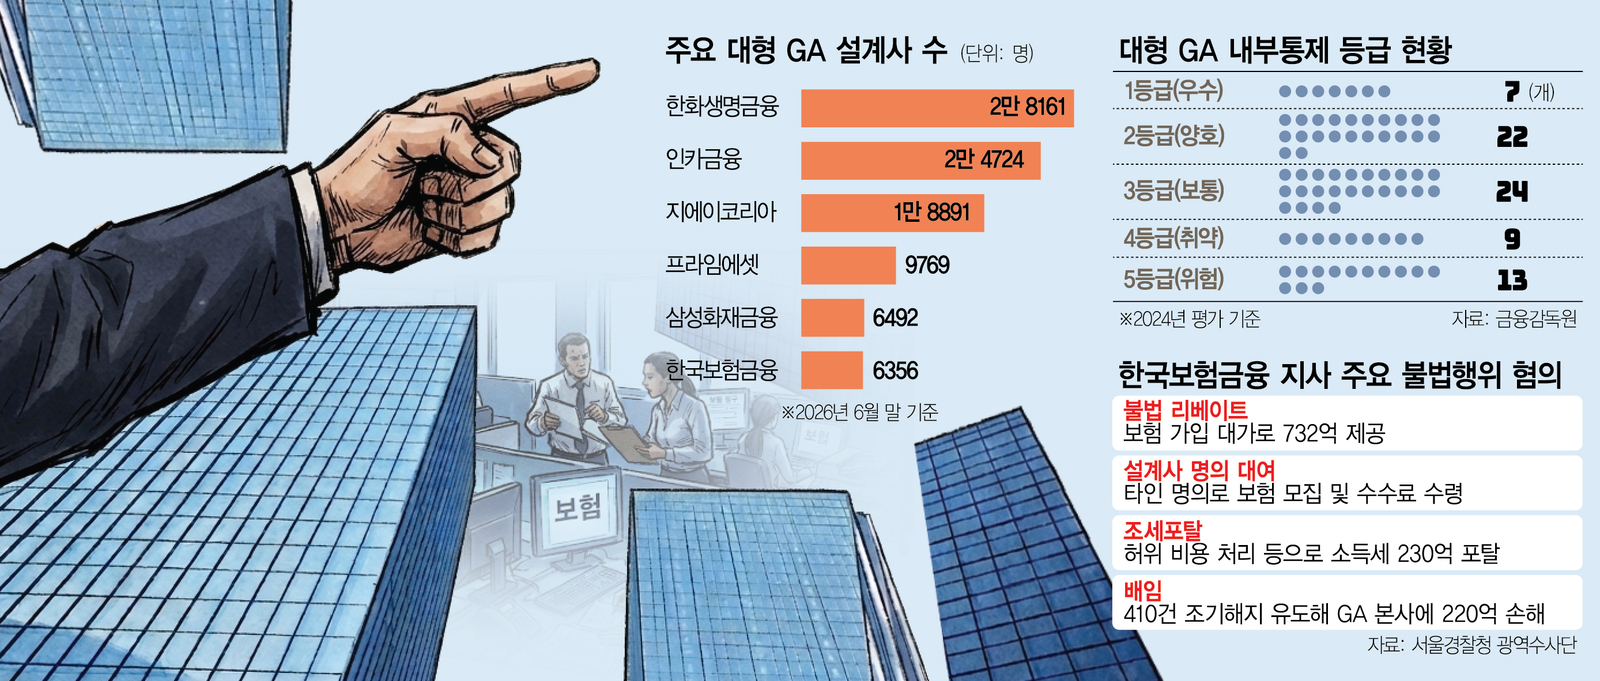 주요 대형 GA 설계사 수 (단위: 명)
한화생명금융 2만 8161
인카금융 2만 4724
지에이코리아 1만 8891
프라임에셋 9769
삼성화재금융 6492
한국보험금융 6356
※2026년 6월 말 기준
보험
보험
대형 GA 내부통제 등급 현황
1등급(우수) 7 (개)
2등급(양호) 22
3등급(보통) 24
4등급(취약) 9
5등급(위험) 13
※2024년 평가 기준 자료: 금융감독원
한국보험금융 지사 주요 불법행위 혐의
불법 리베이트
보험 가입 대가로 732억 제공
설계사 명의 대여
타인 명의로 보험 모집 및 수수료 수령
조세포탈
허위 비용 처리 등으로 소득세 230억 포탈
배임
410건 조기해지 유도해 GA 본사에 220억 손해
자료: 서울경찰청 광역수사단